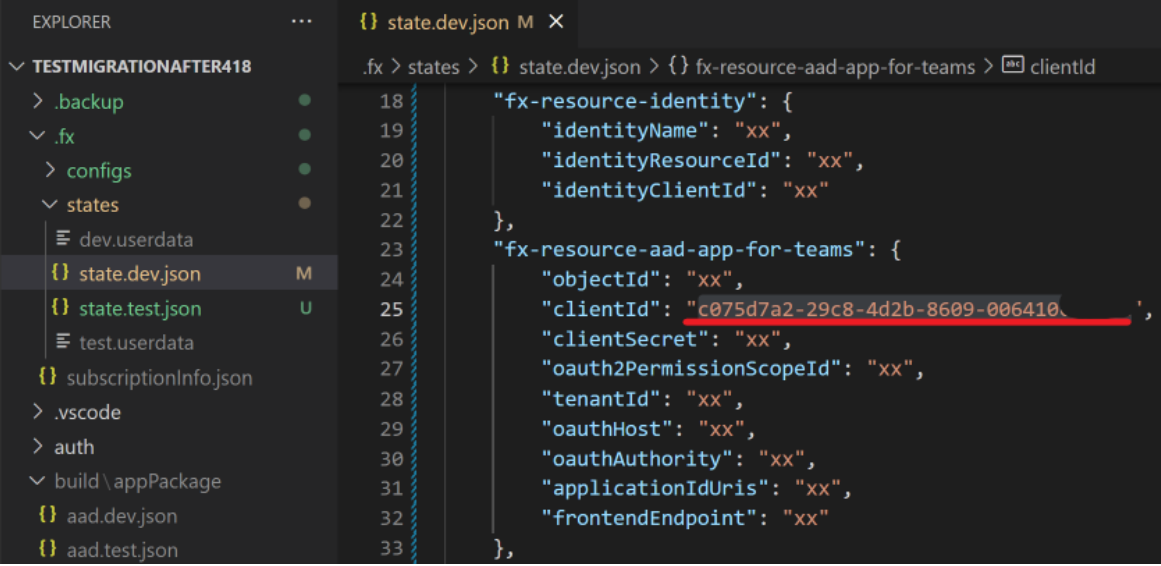 EXPLORER ···
TESTMIGRATIONAFTER418
.backup
.fx
configs
states
dev.userdata
state.dev.json M
state.test.json U
test.userdata
subscriptionInfo.json
.vscode
auth
build\appPackage
aad.dev.json
aad.test.json
{} state.dev.json M ×
.fx > states > {} state.dev.json > {} fx-resource-aad-app-for-teams > abc clientId
18 "fx-resource-identity": {
19 "identityName": "xx",
20 "identityResourceId": "xx",
21 "identityClientId": "xx"
22 },
23 "fx-resource-aad-app-for-teams": {
24 "objectId": "xx",
25 "clientId": "c075d7a2-29c8-4d2b-8609-006410 ",
26 "clientSecret": "xx",
27 "oauth2PermissionScopeId": "xx",
28 "tenantId": "xx",
29 "oauthHost": "xx",
30 "oauthAuthority": "xx",
31 "applicationIdUris": "xx",
32 "frontendEndpoint": "xx"
33 },